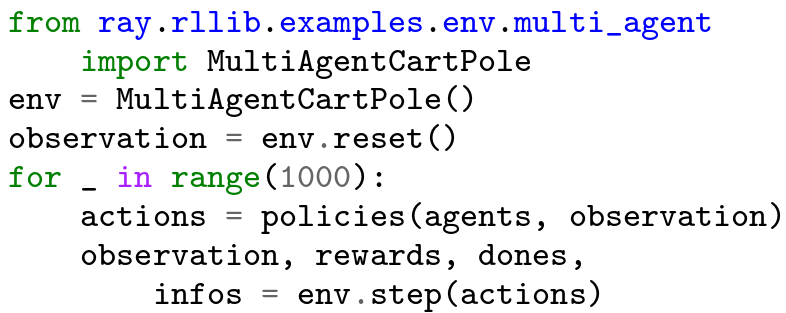 from ray.rllib.examples.env.multi_agent
    import MultiAgentCartPole
env = MultiAgentCartPole()
observation = env.reset()
for _ in range(1000):
    actions = policies(agents, observation)
    observation, rewards, dones,
        infos = env.step(actions)